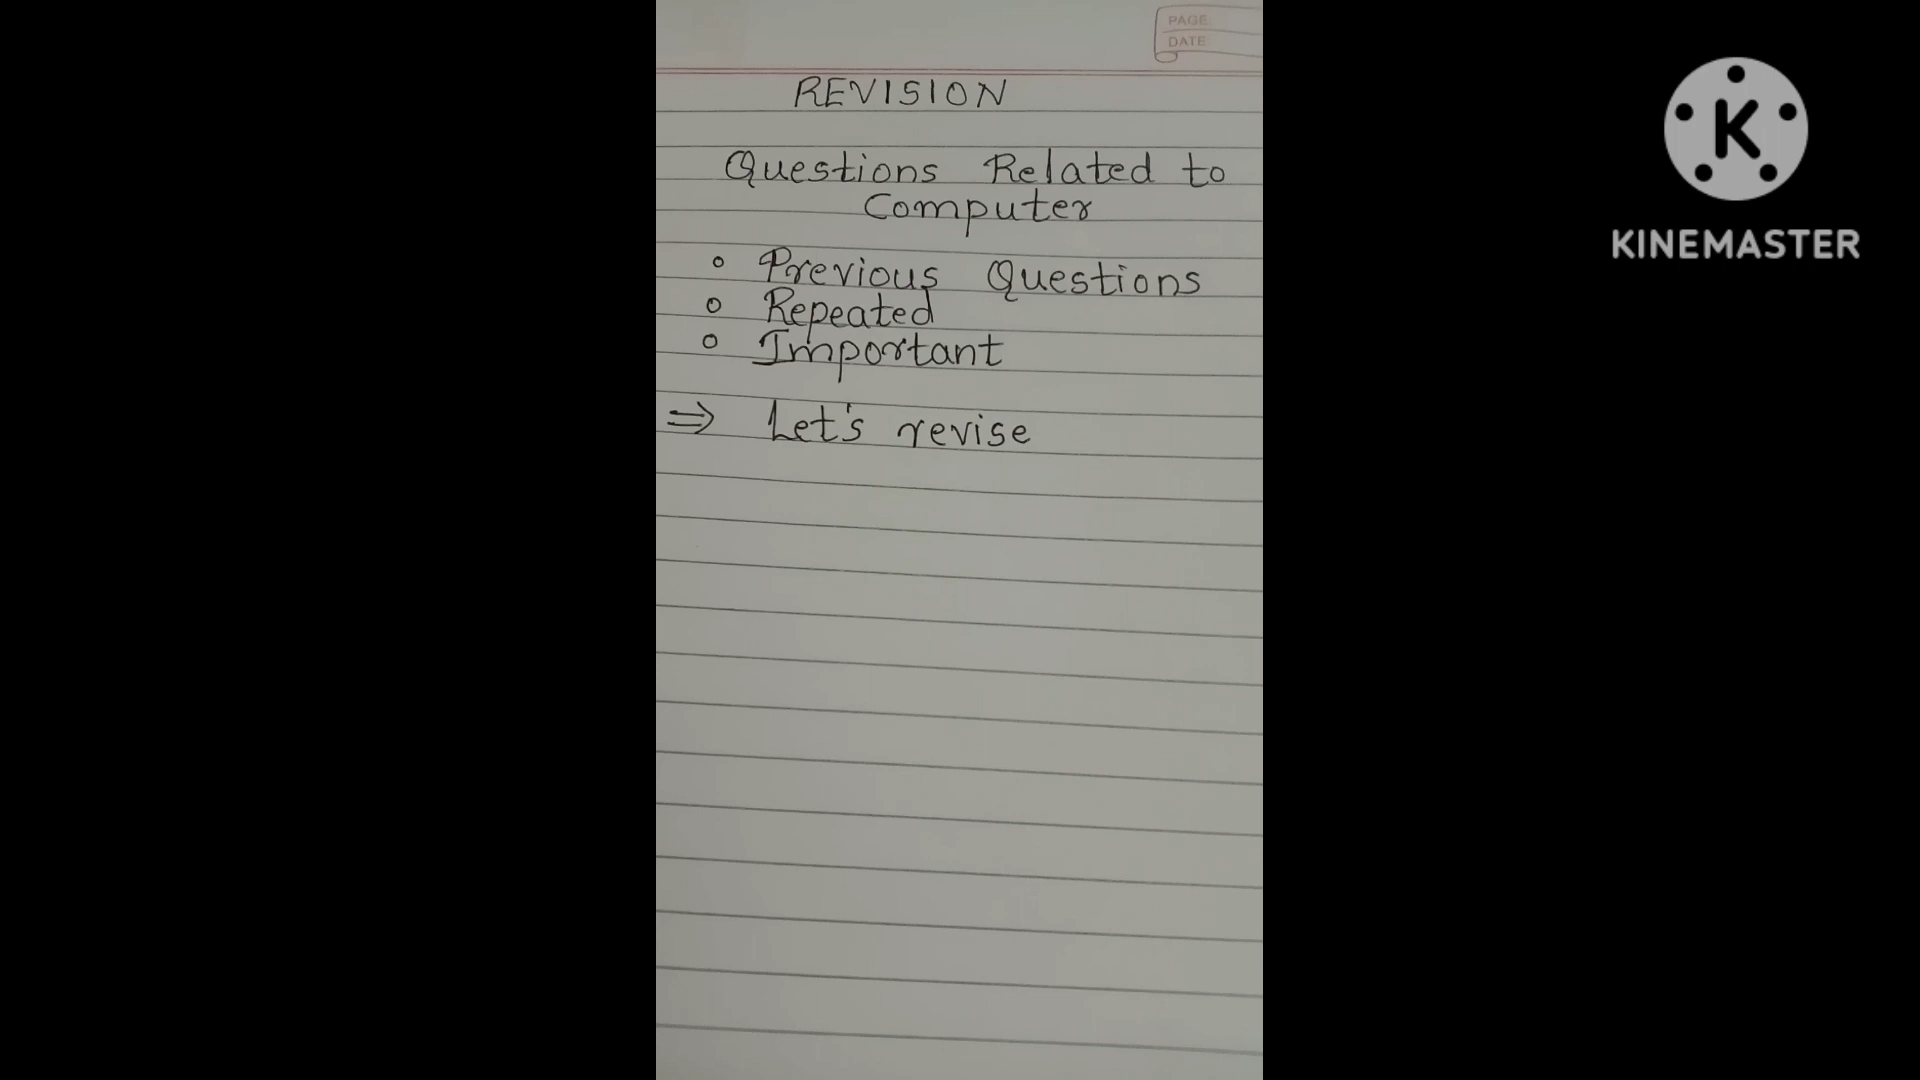 PAGE:
DATE:
REVISION
Questions Related to
Computer
Previous Questions
Repeated
Important
⇒ Let's revise
K
KINEMASTER